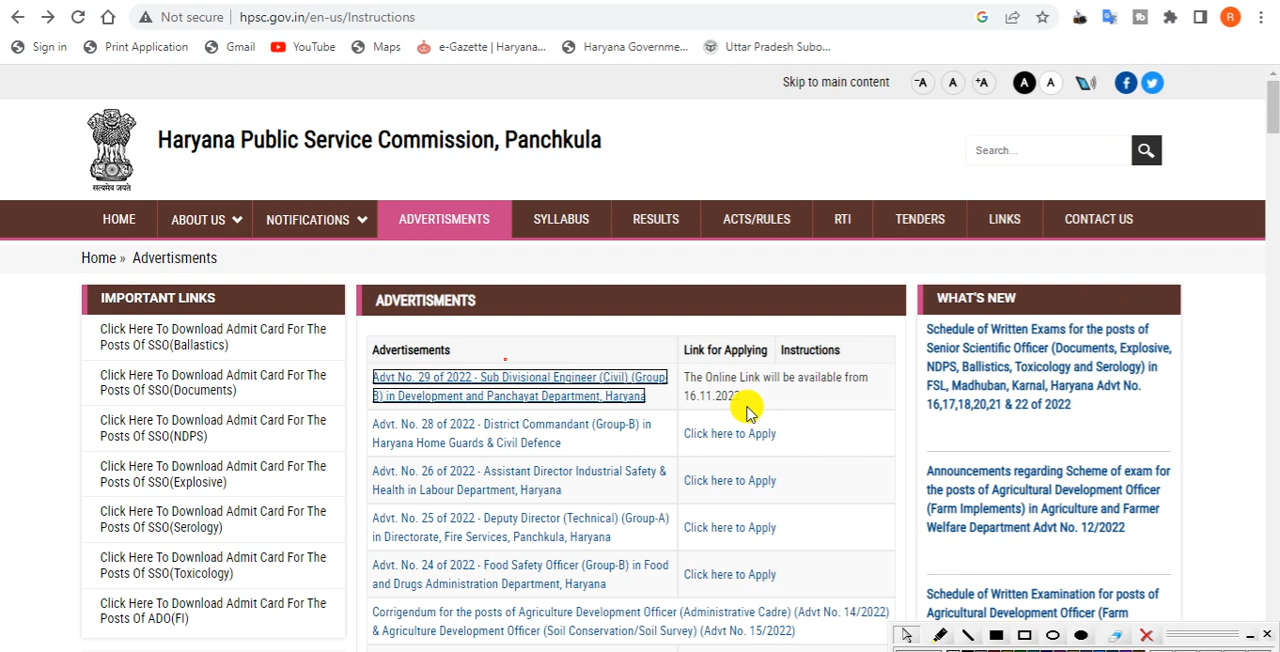 Not secure
hpsc.gov.in/en-us/Instructions
Sign in
Print Application
Gmail
YouTube
Maps
e-Gazette | Haryana...
Haryana Governme...
Uttar Pradesh Subo...
Skip to main content
-A
A
+A
A
A
Haryana Public Service Commission, Panchkula
सत्यमेव जयते
Search...
HOME
ABOUT US
NOTIFICATIONS
ADVERTISMENTS
SYLLABUS
RESULTS
ACTS/RULES
RTI
TENDERS
LINKS
CONTACT US
Home » Advertisments
IMPORTANT LINKS
Click Here To Download Admit Card For The
Posts Of SSO(Ballastics)
Click Here To Download Admit Card For The
Posts Of SSO(Documents)
Click Here To Download Admit Card For The
Posts Of SSO(NDPS)
Click Here To Download Admit Card For The
Posts Of SSO(Explosive)
Click Here To Download Admit Card For The
Posts Of SSO(Serology)
Click Here To Download Admit Card For The
Posts Of SSO(Toxicology)
Click Here To Download Admit Card For The
Posts Of ADO(FI)
ADVERTISMENTS
Advertisements
Link for Applying
Instructions
Advt No. 29 of 2022 - Sub Divisional Engineer (Civil) (Group-
B) in Development and Panchayat Department, Haryana
The Online Link will be available from
16.11.2022
Advt. No. 28 of 2022 - District Commandant (Group-B) in
Haryana Home Guards & Civil Defence
Click here to Apply
Advt. No. 26 of 2022 - Assistant Director Industrial Safety &
Health in Labour Department, Haryana
Click here to Apply
Advt. No. 25 of 2022 - Deputy Director (Technical) (Group-A)
in Directorate, Fire Services, Panchkula, Haryana
Click here to Apply
Advt. No. 24 of 2022 - Food Safety Officer (Group-B) in Food
and Drugs Administration Department, Haryana
Click here to Apply
Corrigendum for the posts of Agriculture Development Officer (Administrative Cadre) (Advt No. 14/2022)
& Agriculture Development Officer (Soil Conservation/Soil Survey) (Advt No. 15/2022)
WHAT'S NEW
Schedule of Written Exams for the posts of
Senior Scientific Officer (Documents, Explosive,
NDPS, Ballistics, Toxicology and Serology) in
FSL, Madhuban, Karnal, Haryana Advt No.
16,17,18,20,21 & 22 of 2022
Announcements regarding Scheme of exam for
the posts of Agricultural Development Officer
(Farm Implements) in Agriculture and Farmer
Welfare Department Advt No. 12/2022
Schedule of Written Examination for posts of
Agricultural Development Officer (Farm